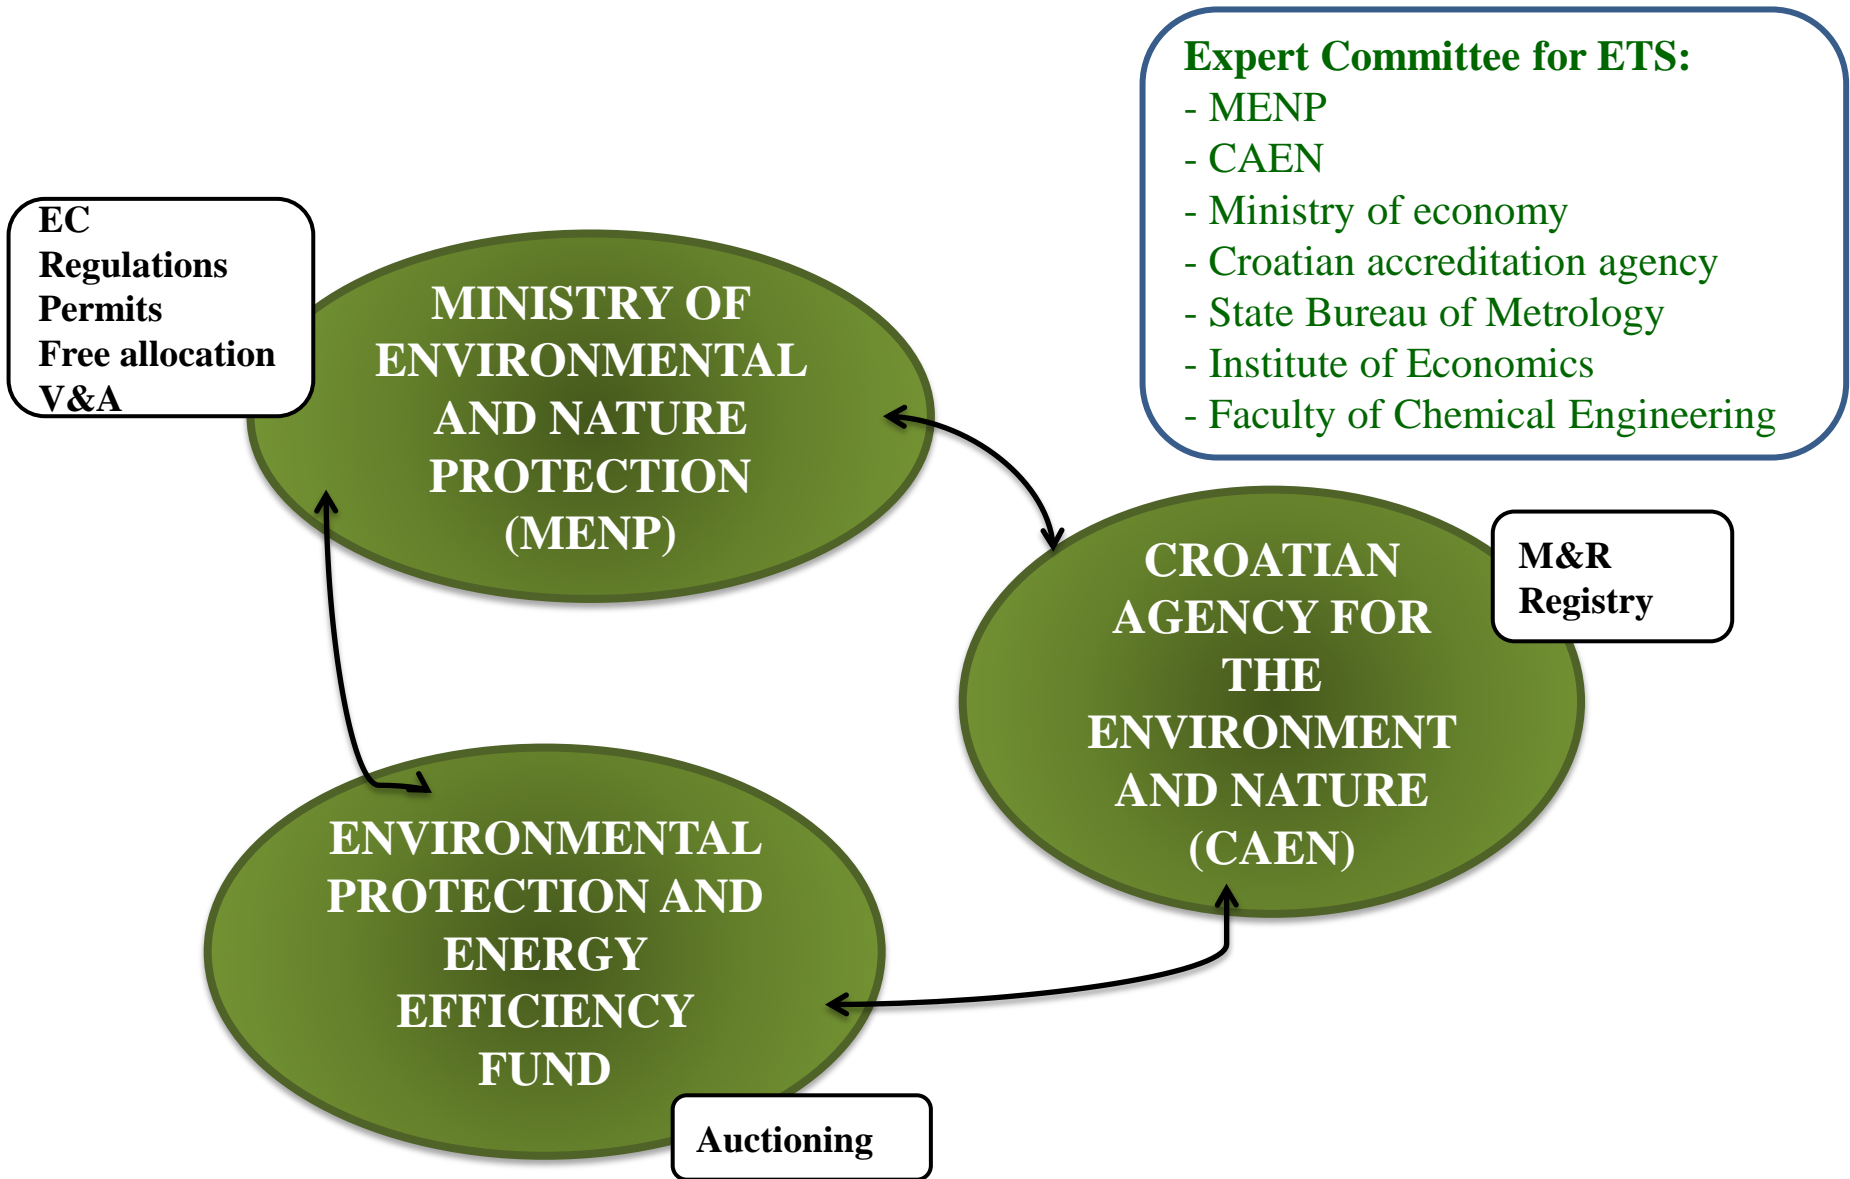 Expert Committee for ETS:
- MENP
- CAEN
- Ministry of economy
- Croatian accreditation agency
- State Bureau of Metrology
- Institute of Economics
- Faculty of Chemical Engineering
EC
Regulations
Permits
Free allocation
V&A
MINISTRY OF
ENVIRONMENTAL
AND NATURE
PROTECTION
(MENP)
CROATIAN
AGENCY FOR
THE
ENVIRONMENT
AND NATURE
(CAEN)
M&R
Registry
ENVIRONMENTAL
PROTECTION AND
ENERGY
EFFICIENCY
FUND
Auctioning